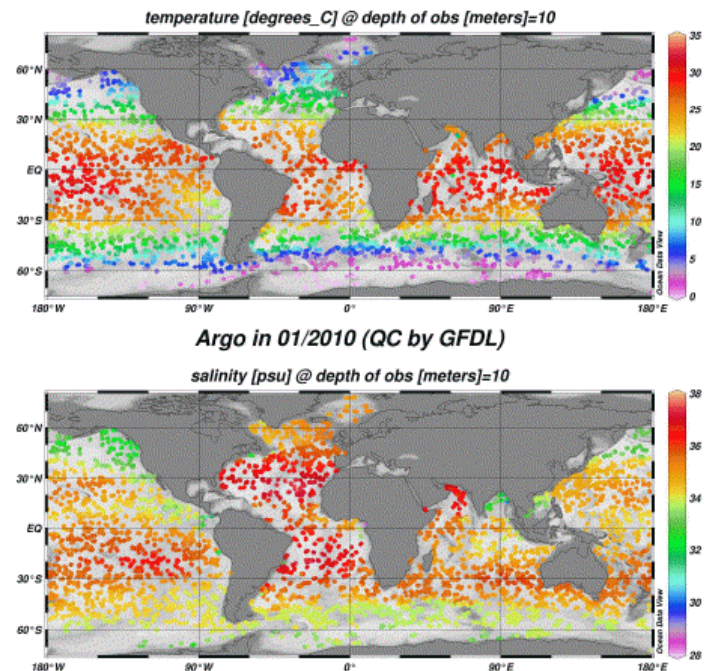 temperature [degrees_C] @ depth of obs [meters]=10
60°N
30°N
EQ
30°S
60°S
180°W
90°W
0°
90°E
180°E
35
30
25
20
15
10
5
0
Ocean Data View
Argo in 01/2010 (QC by GFDL)
salinity [psu] @ depth of obs [meters]=10
60°N
30°N
EQ
30°S
60°S
180°W
90°W
0°
90°E
180°E
38
36
34
32
30
28
Ocean Data View